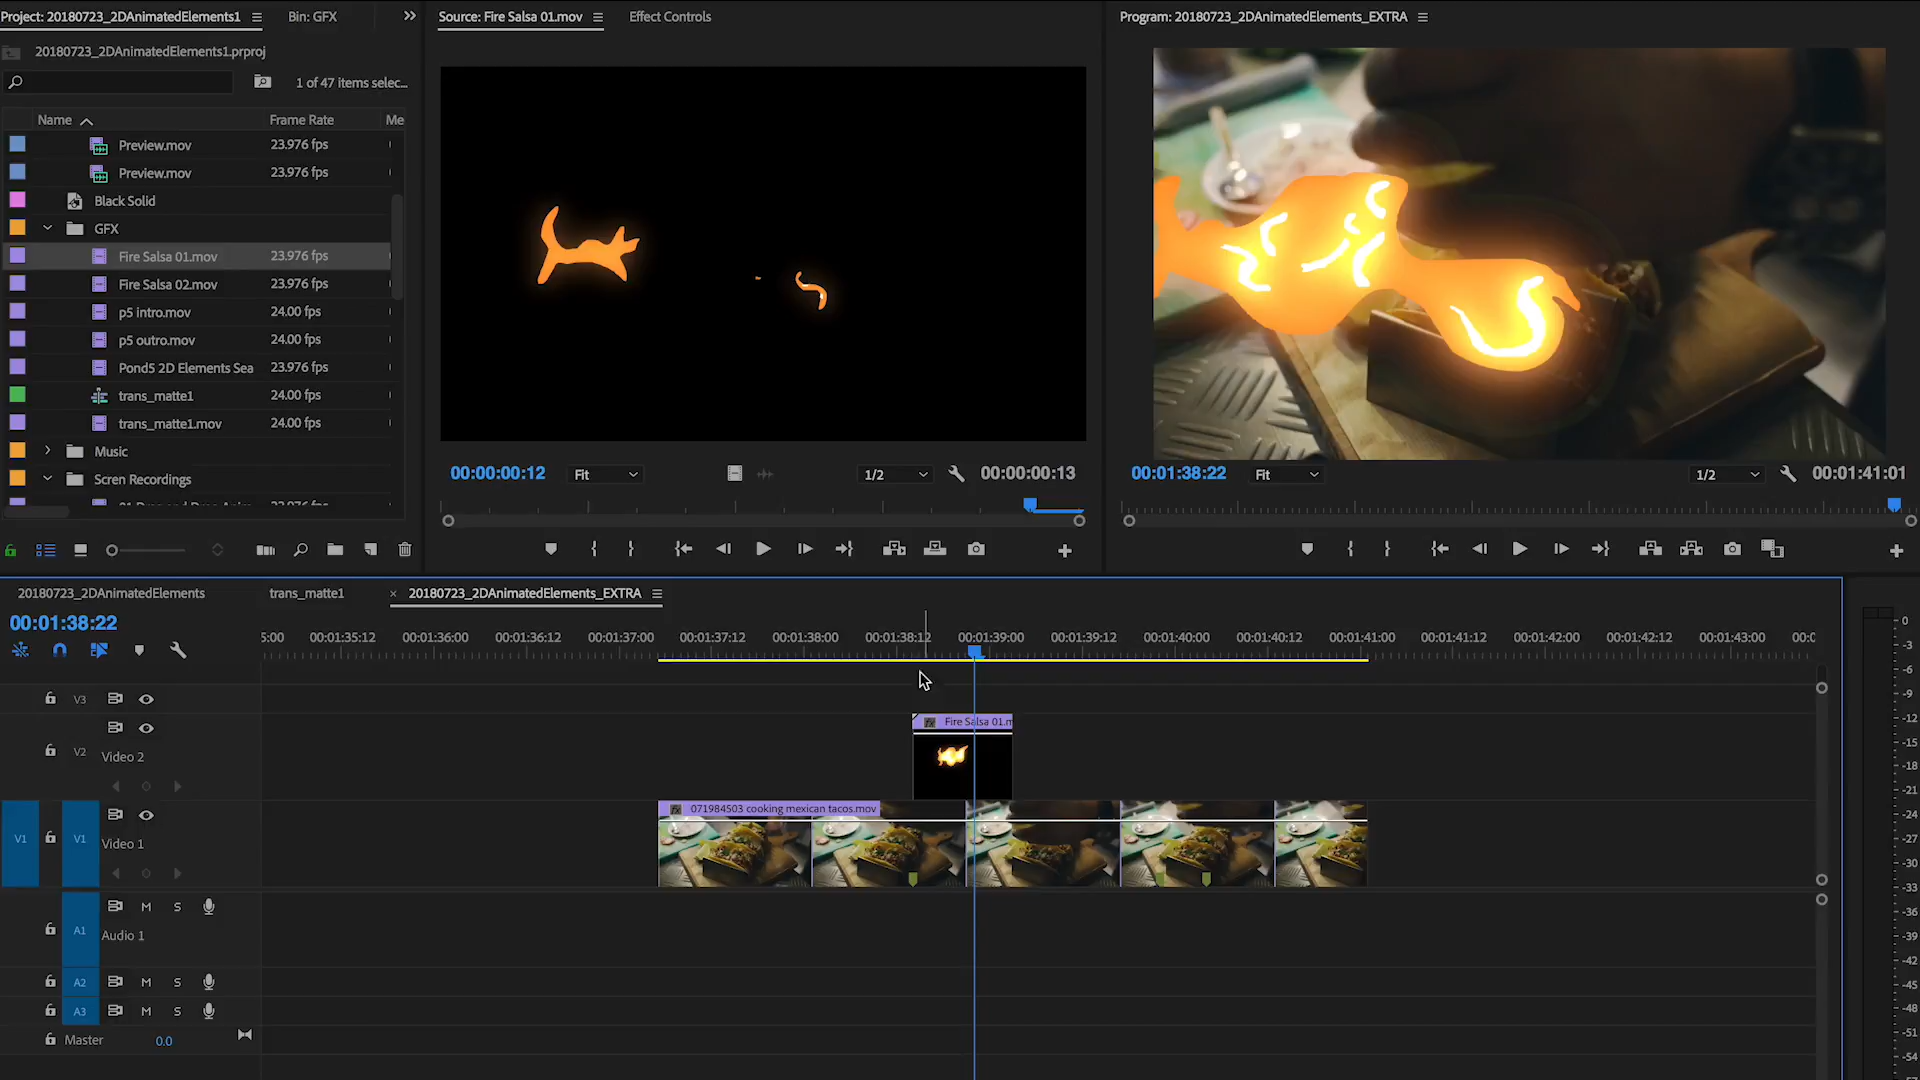 Project: 20180723_2DAnimatedElements1
Bin: GFX
Source: Fire Salsa 01.mov
Effect Controls
Program: 20180723_2DAnimatedElements_EXTRA
20180723_2DAnimatedElements1.prproj
1 of 47 items selec...
Name
Frame Rate
Me
Preview.mov 23.976 fps
Preview.mov 23.976 fps
Black Solid
GFX
Fire Salsa 01.mov 23.976 fps
Fire Salsa 02.mov 23.976 fps
p5 intro.mov 24.00 fps
p5 outro.mov 24.00 fps
Pond5 2D Elements Sea 23.976 fps
trans_matte1 24.00 fps
trans_matte1.mov 24.00 fps
Music
Scren Recordings
00:00:00:12 Fit 1/2 00:00:00:13
00:01:38:22 Fit 1/2 00:01:41:01
20180723_2DAnimatedElements
trans_matte1
× 20180723_2DAnimatedElements_EXTRA
00:01:38:22
5:00 00:01:35:12 00:01:36:00 00:01:36:12 00:01:37:00 00:01:37:12 00:01:38:00 00:01:38:12 00:01:39:00 00:01:39:12 00:01:40:00 00:01:40:12 00:01:41:00 00:01:41:12 00:01:42:00 00:01:42:12 00:01:43:00 00:0
V3
V2 Video 2
fx Fire Salsa 01.m
V1 V1 Video 1
fx 071984503 cooking mexican tacos.mov
A1 M S
Audio 1
A2 M S
A3 M S
Master 0.0
0
-3
-6
-9
-12
-15
-18
-21
-24
-27
-30
-33
-36
-39
-42
-45
-48
-51
-54